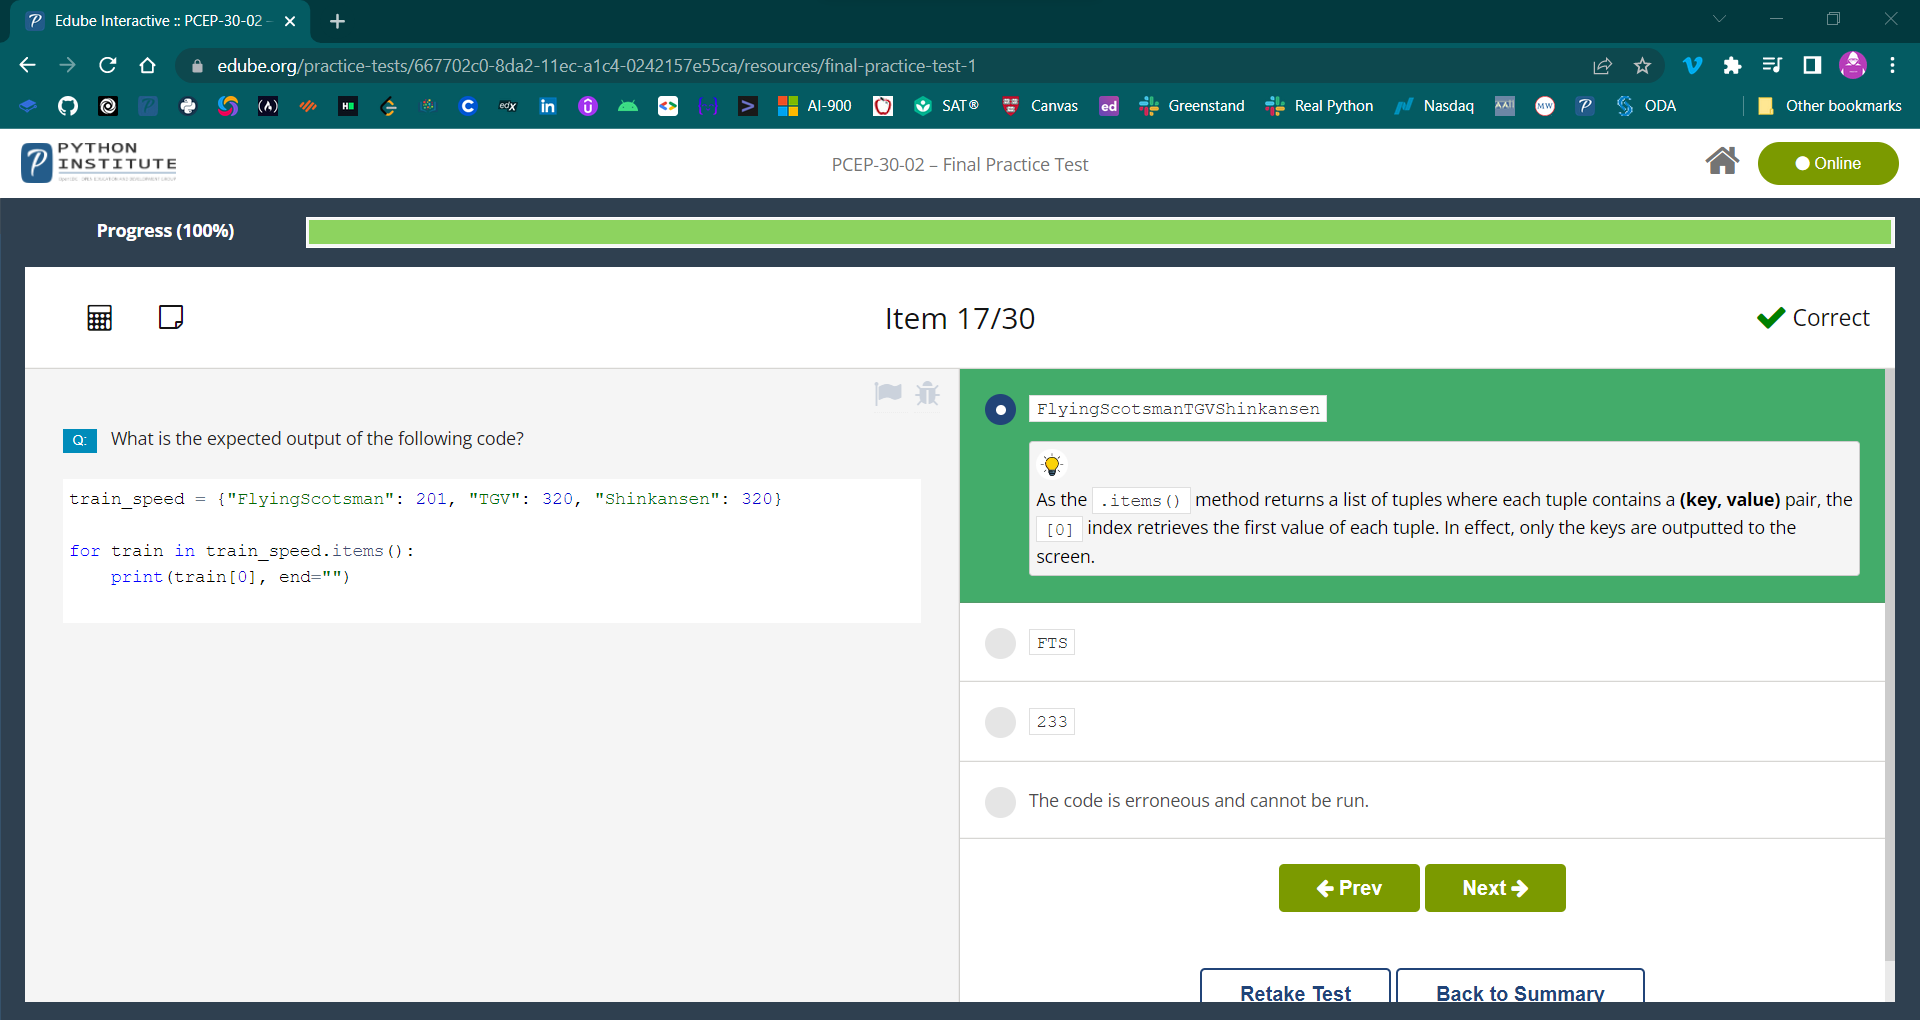 Edube Interactive :: PCEP-30-02 –
edube.org/practice-tests/667702c0-8da2-11ec-a1c4-0242157e55ca/resources/final-practice-test-1
AI-900
SAT®
Canvas
ed
Greenstand
Real Python
Nasdaq
MW
ODA
Other bookmarks
PYTHON
INSTITUTE
PCEP-30-02 – Final Practice Test
Online
Progress (100%)
Item 17/30
Correct
Q: What is the expected output of the following code?
train_speed = {"FlyingScotsman": 201, "TGV": 320, "Shinkansen": 320}
for train in train_speed.items():
    print(train[0], end="")
FlyingScotsmanTGVShinkansen
As the .items() method returns a list of tuples where each tuple contains a (key, value) pair, the
[0] index retrieves the first value of each tuple. In effect, only the keys are outputted to the
screen.
FTS
233
The code is erroneous and cannot be run.
Prev
Next
Retake Test
Back to Summary